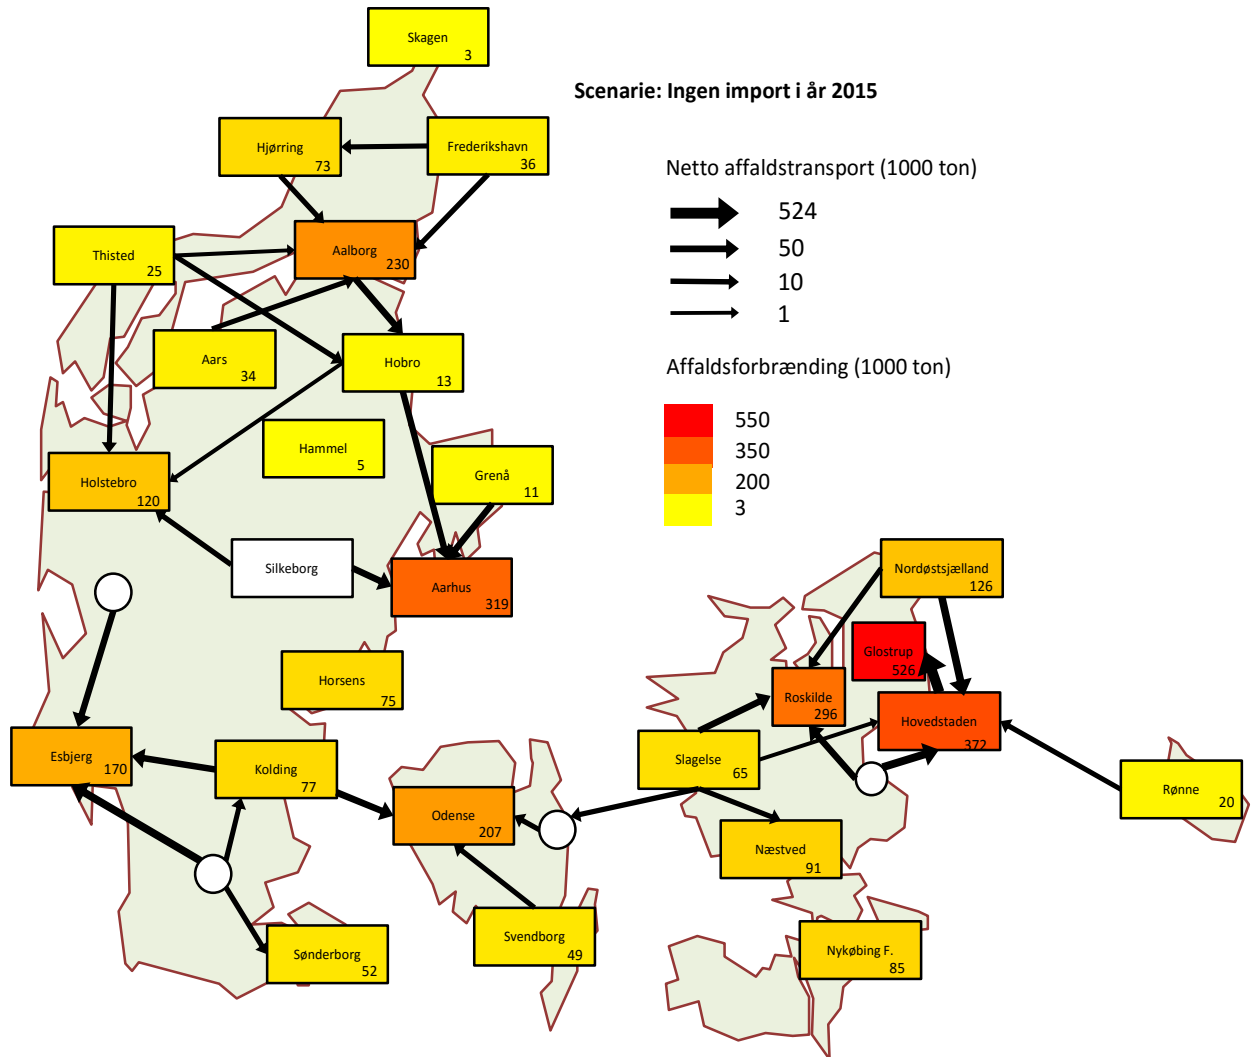 Skagen
3
Scenarie: Ingen import i år 2015
Hjørring
73
Frederikshavn
36
Netto affaldstransport (1000 ton)
524
50
10
1
Thisted
25
Aalborg
230
Aars
34
Hobro
13
Affaldsforbrænding (1000 ton)
550
350
200
3
Hammel
5
Holstebro
120
Grenå
11
Silkeborg
Aarhus
319
Nordøstsjælland
126
Glostrup
526
Horsens
75
Roskilde
296
Hovedstaden
372
Esbjerg
170
Kolding
77
Slagelse
65
Odense
207
Rønne
20
Næstved
91
Svendborg
49
Sønderborg
52
Nykøbing F.
85